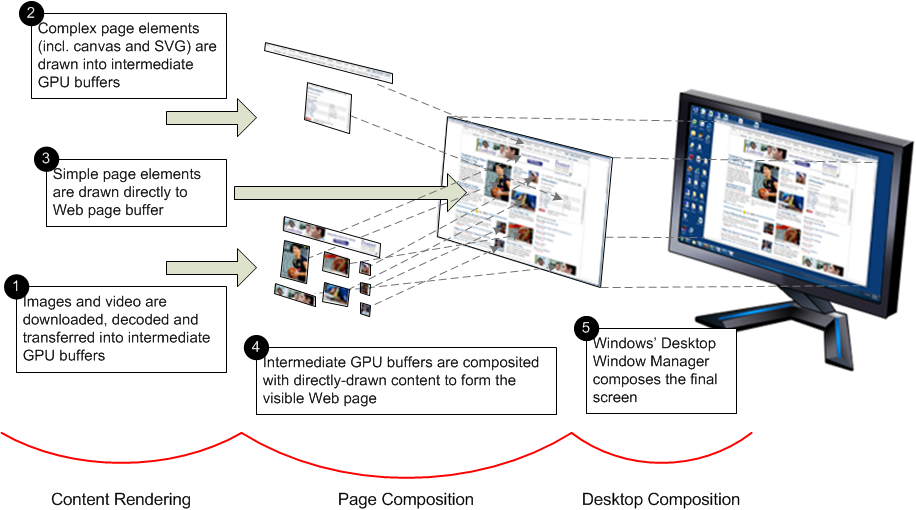 2
Complex page elements
(incl. canvas and SVG) are
drawn into intermediate
GPU buffers
3
Simple page elements
are drawn directly to
Web page buffer
1
Images and video are
downloaded, decoded and
transferred into intermediate
GPU buffers
4
Intermediate GPU buffers are composited
with directly-drawn content to form the
visible Web page
5
Windows’ Desktop
Window Manager
composes the final
screen
Content Rendering
Page Composition
Desktop Composition